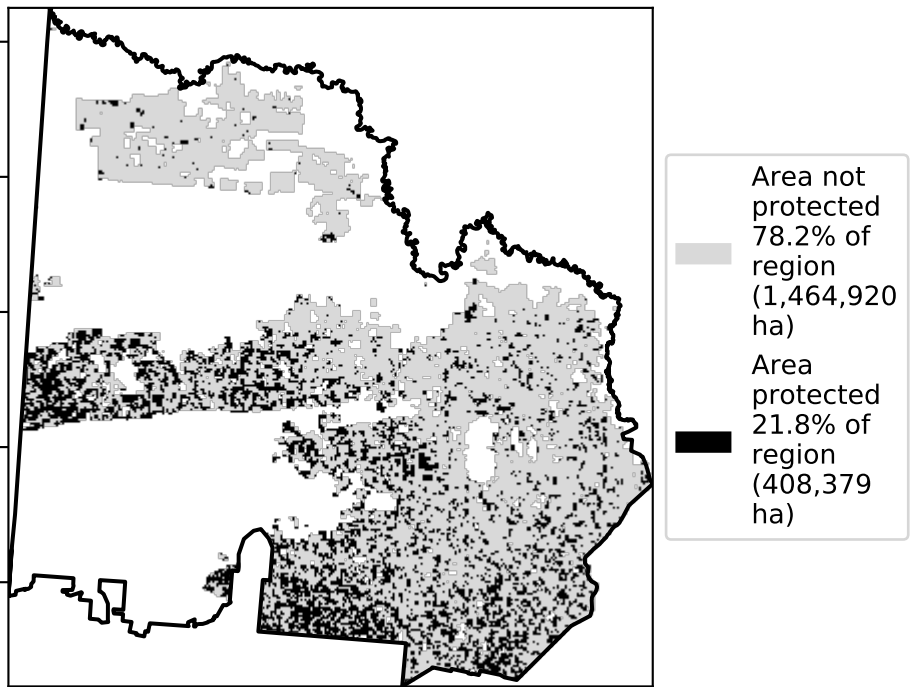 Area not
protected
78.2% of
region
(1,464,920
ha)
Area
protected
21.8% of
region
(408,379
ha)